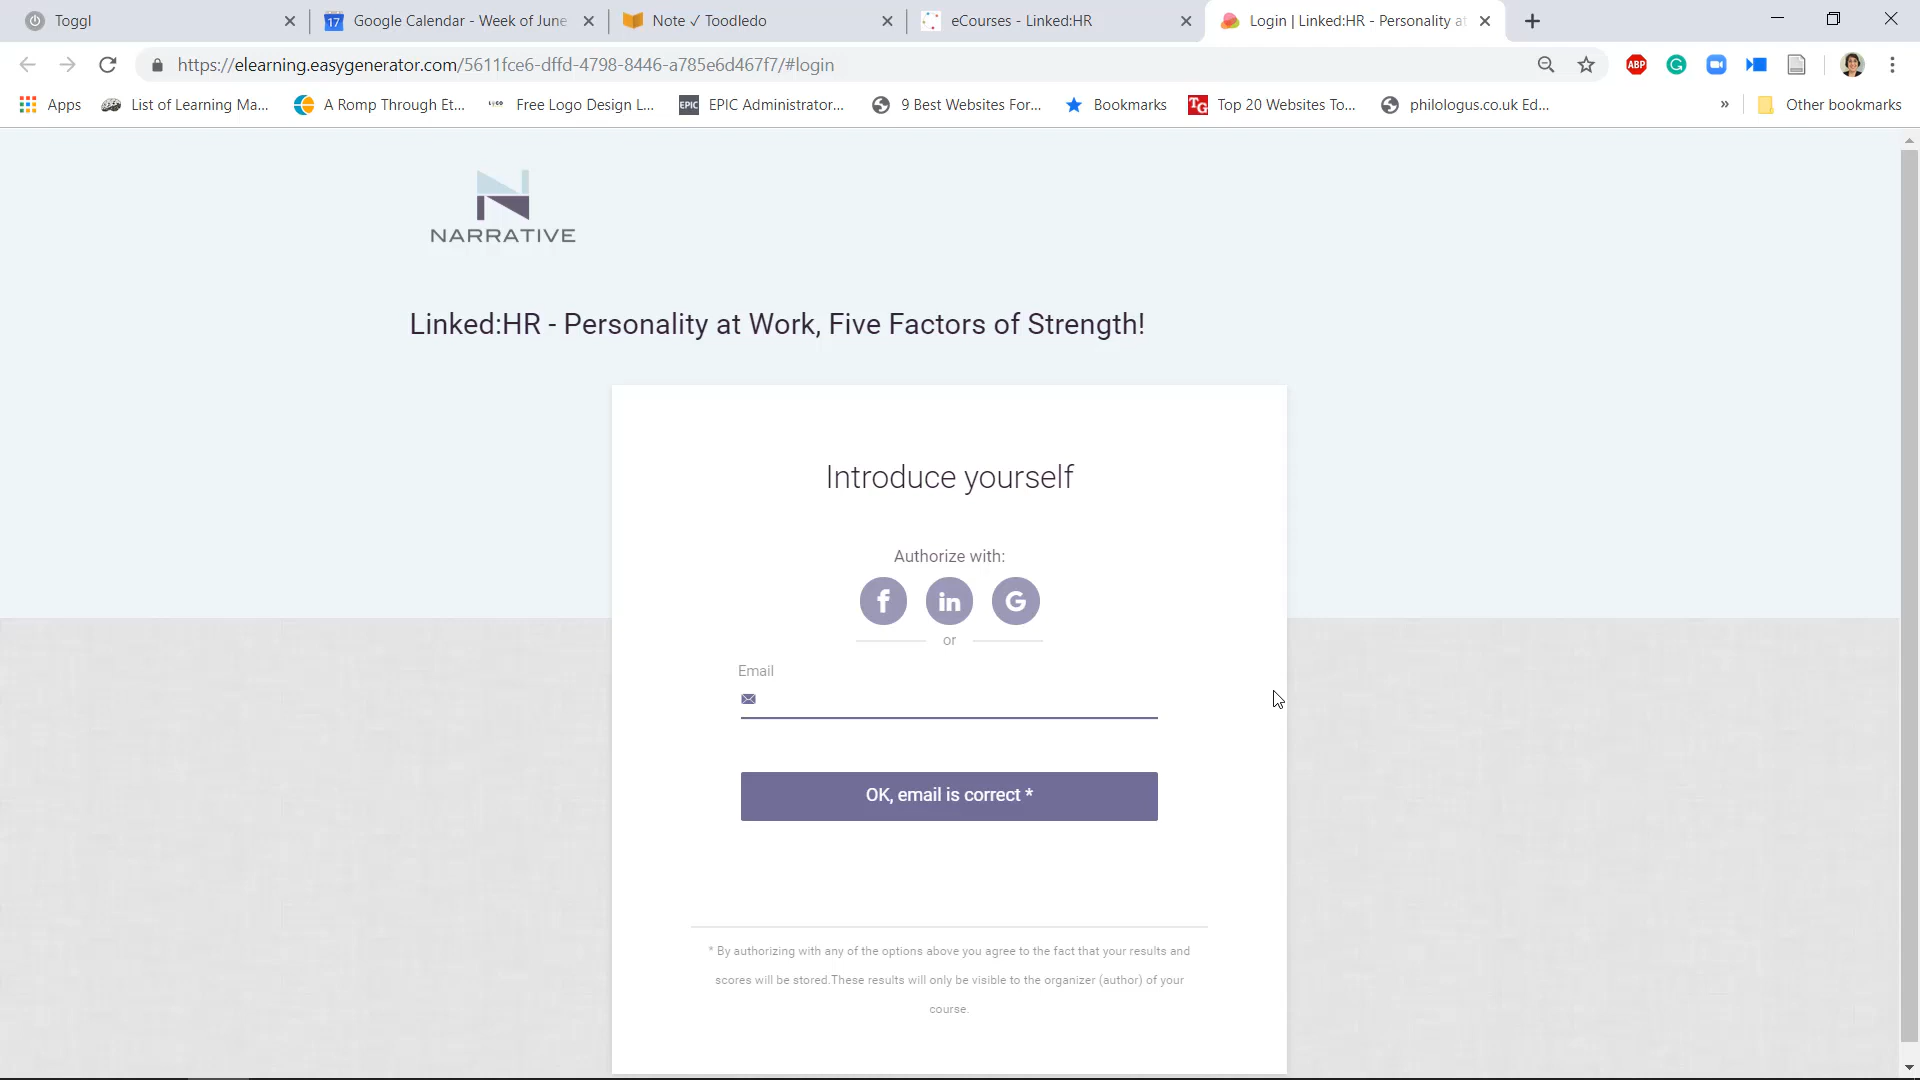 Toggl
17
Google Calendar - Week of June
Note ✓ Toodledo
eCourses - Linked:HR
Login | Linked:HR - Personality at
https://elearning.easygenerator.com/5611fce6-dffd-4798-8446-a785e6d467f7/#login
ABP
Apps
List of Learning Ma...
A Romp Through Et...
Free Logo Design L...
EPIC
EPIC Administrator...
9 Best Websites For...
Bookmarks
TG
Top 20 Websites To...
philologus.co.uk Ed...
»
Other bookmarks
NARRATIVE
Linked:HR - Personality at Work, Five Factors of Strength!
Introduce yourself
Authorize with:
f
in
G
or
Email
OK, email is correct *
* By authorizing with any of the options above you agree to the fact that your results and
scores will be stored.These results will only be visible to the organizer (author) of your
course.